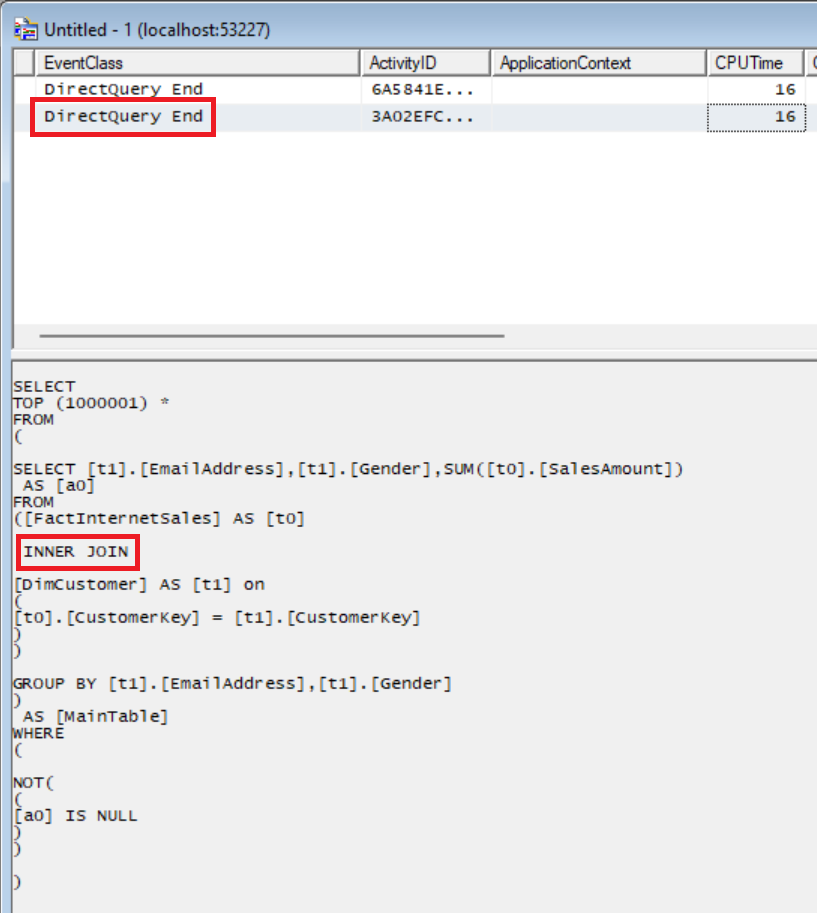 Untitled - 1 (localhost:53227)
EventClass ActivityID ApplicationContext CPUTime
DirectQuery End 6A5841E... 16
DirectQuery End 3A02EFC... 16
SELECT
TOP (1000001) *
FROM
(
SELECT [t1].[EmailAddress],[t1].[Gender],SUM([t0].[SalesAmount])
AS [a0]
FROM
([FactInternetSales] AS [t0]
INNER JOIN
[DimCustomer] AS [t1] on
(
[t0].[CustomerKey] = [t1].[CustomerKey]
)
)
GROUP BY [t1].[EmailAddress],[t1].[Gender]
)
AS [MainTable]
WHERE
(
NOT(
(
[a0] IS NULL
)
)
)